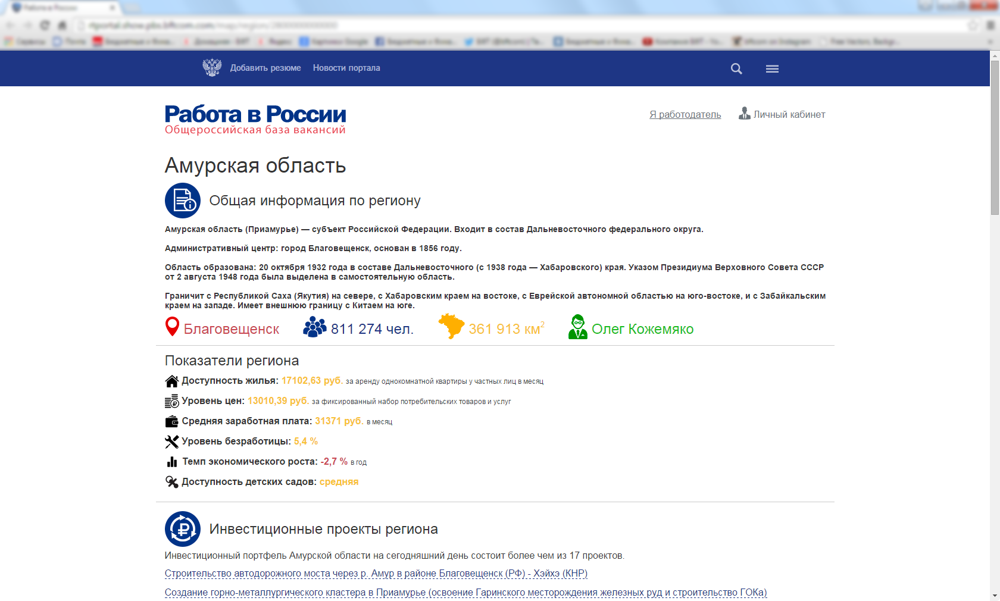 Добавить резюме
Новости портала
Работа в России
Общероссийская база вакансий
Я работодатель
Личный кабинет
Амурская область
Общая информация по региону
Амурская область (Приамурье) — субъект Российской Федерации. Входит в состав Дальневосточного федерального округа.
Административный центр: город Благовещенск, основан в 1856 году.
Область образована: 20 октября 1932 года в составе Дальневосточного (с 1938 года — Хабаровского) края. Указом Президиума Верховного Совета СССР
от 2 августа 1948 года была выделена в самостоятельную область.
Граничит с Республикой Саха (Якутия) на севере, с Хабаровским краем на востоке, с Еврейской автономной областью на юго-востоке, и с Забайкальским
краем на западе. Имеет внешнюю границу с Китаем на юге.
Благовещенск
811 274 чел.
361 913 км²
Олег Кожемяко
Показатели региона
Доступность жилья: 17102,63 руб. за аренду однокомнатной квартиры у частных лиц в месяц
Уровень цен: 13010,39 руб. за фиксированный набор потребительских товаров и услуг
Средняя заработная плата: 31371 руб. в месяц
Уровень безработицы: 5,4 %
Темп экономического роста: -2,7 % в год
Доступность детских садов: средняя
Инвестиционные проекты региона
Инвестиционный портфель Амурской области на сегодняшний день состоит более чем из 17 проектов.
Строительство автодорожного моста через р. Амур в районе Благовещенск (РФ) - Хэйхэ (КНР)
Создание горно-металлургического кластера в Приамурье (освоение Гаринского месторождения железных руд и строительство ГОКа)